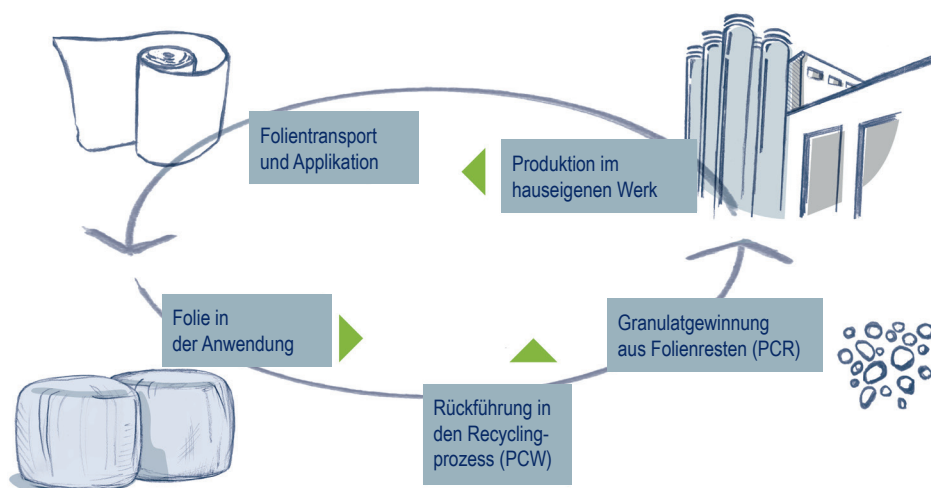 Folientransport
und Applikation
Produktion im
hauseigenen Werk
Folie in
der Anwendung
Granulatgewinnung
aus Folienresten (PCR)
Rückführung in
den Recycling-
prozess (PCW)